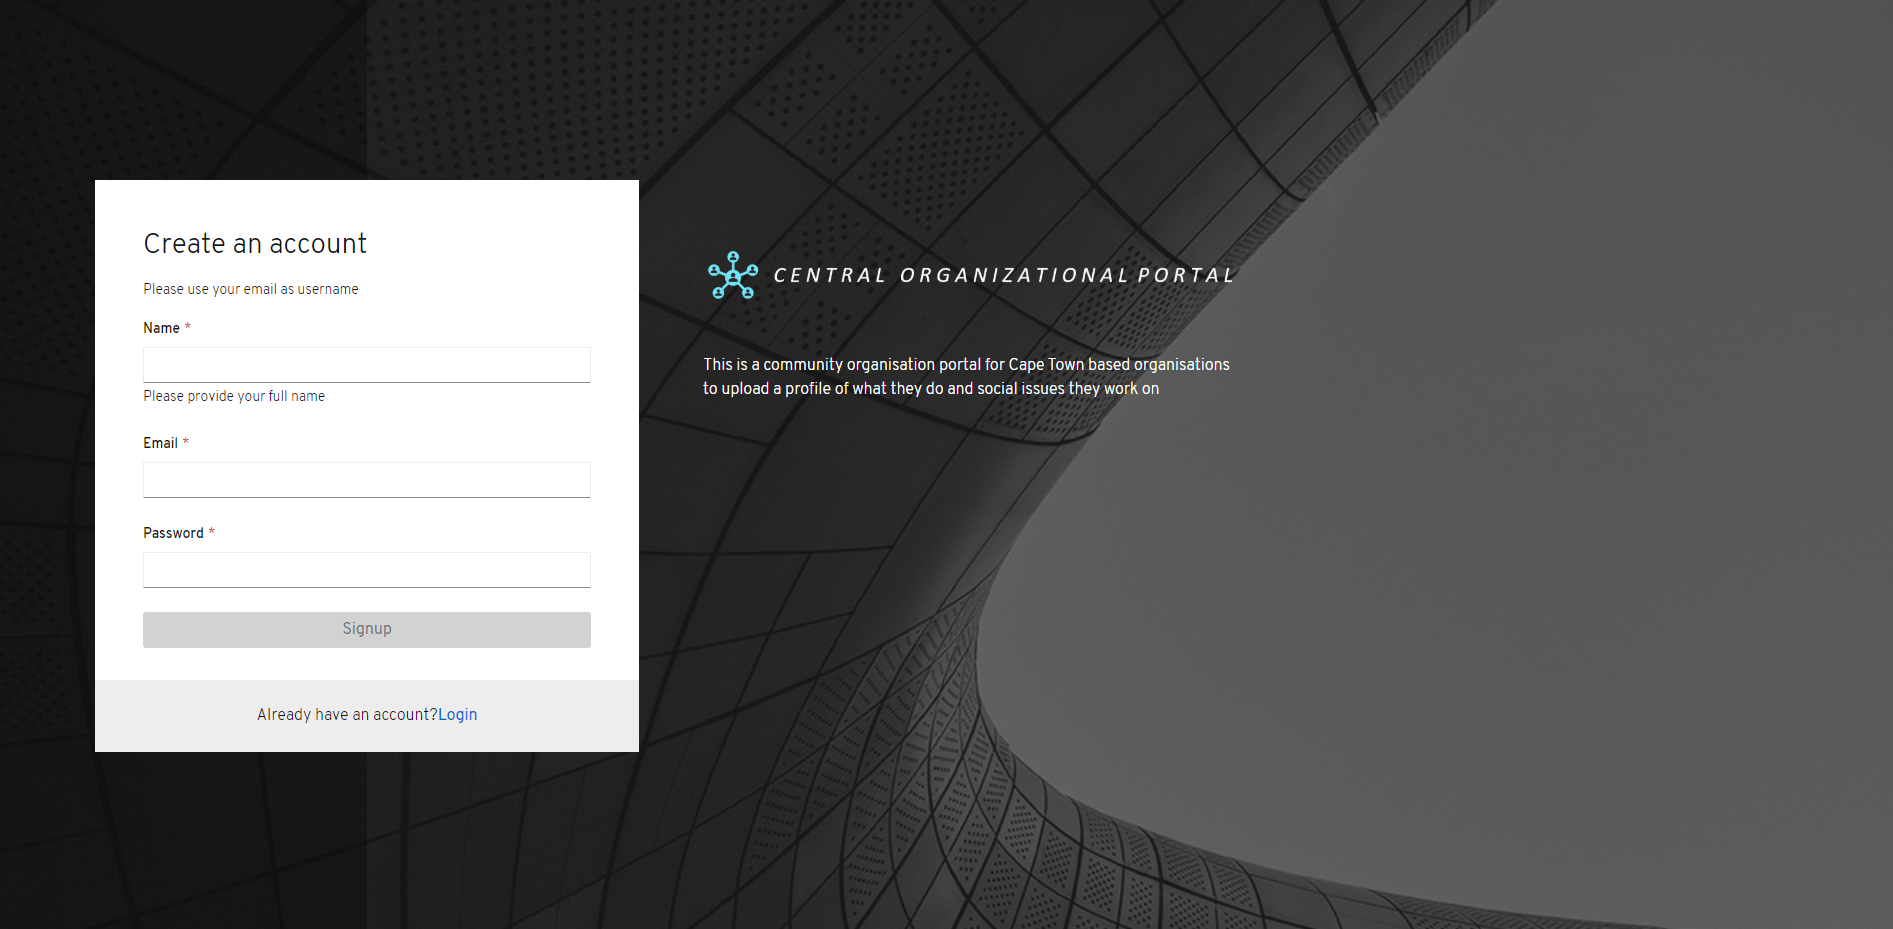 Create an account
Please use your email as username
Name *
Please provide your full name
Email *
Password *
Signup
Already have an account?Login
CENTRAL ORGANIZATIONAL PORTAL
This is a community organisation portal for Cape Town based organisations
to upload a profile of what they do and social issues they work on